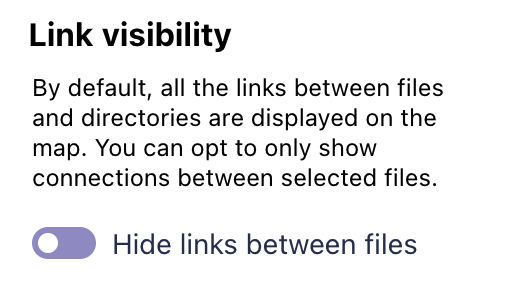 Link visibility
By default, all the links between files
and directories are displayed on the
map. You can opt to only show
connections between selected files.
Hide links between files